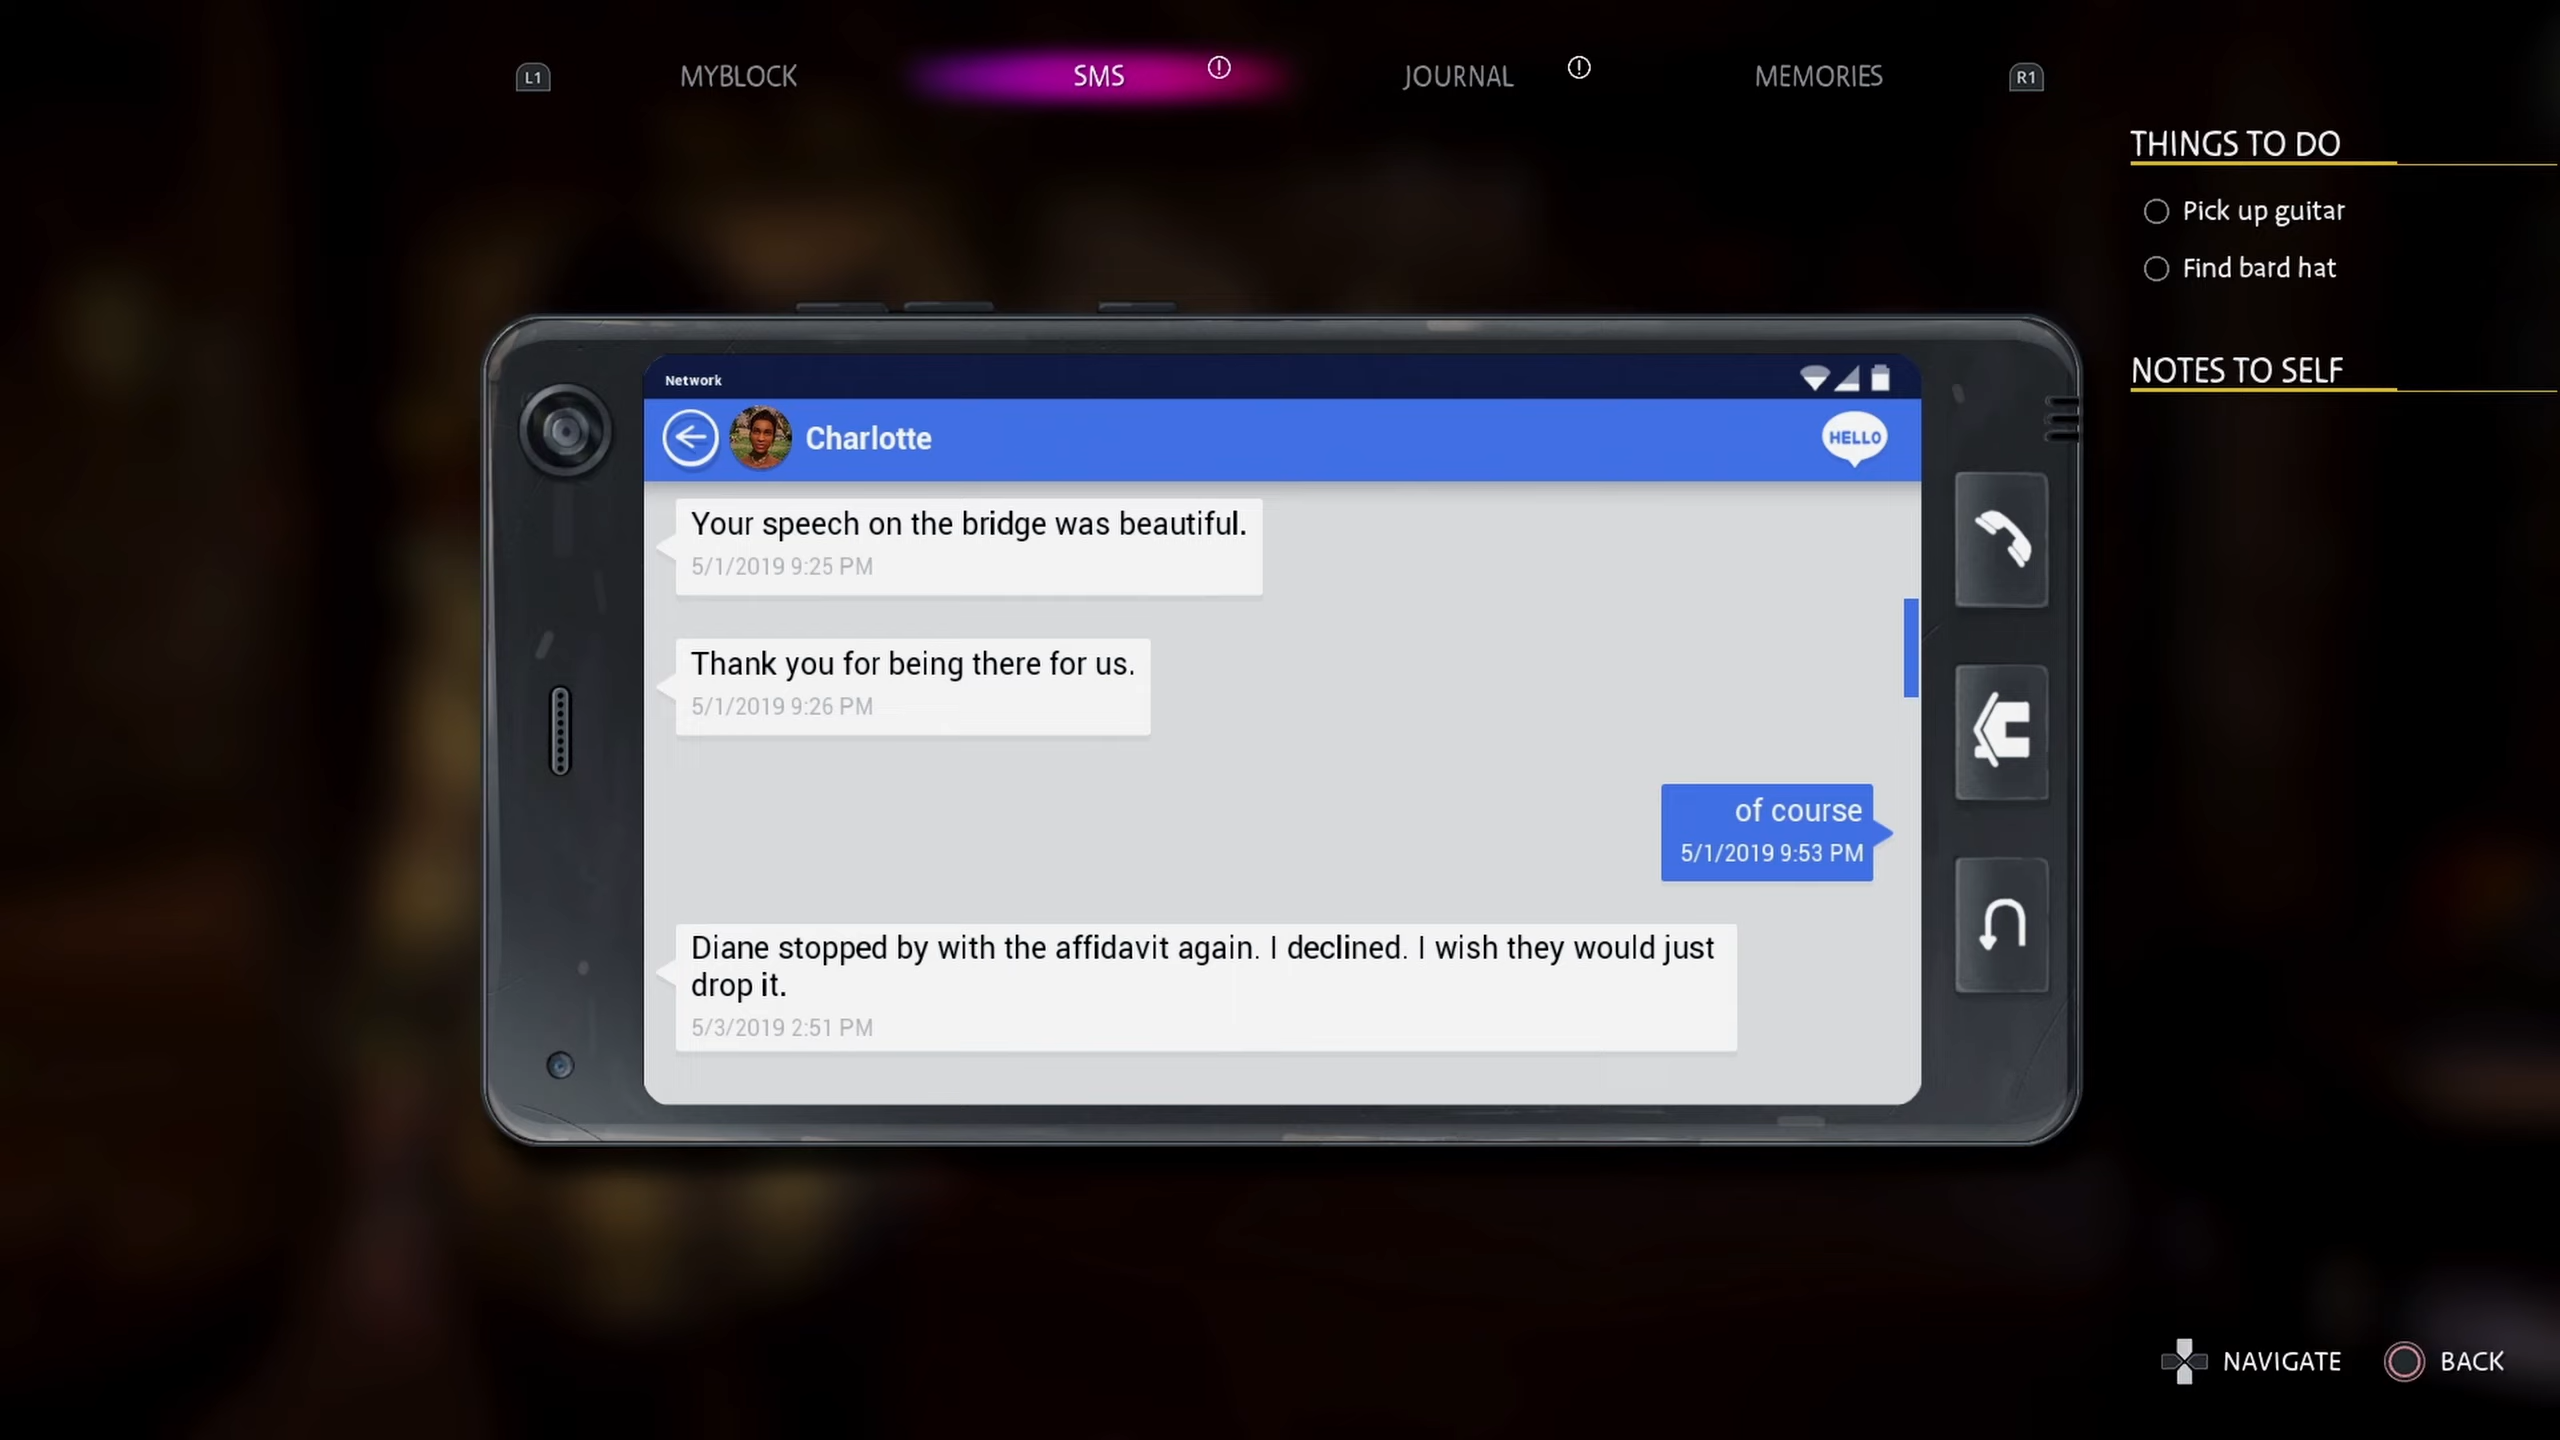 L1
MYBLOCK
SMS
JOURNAL
MEMORIES
R1
THINGS TO DO
Pick up guitar
Find bard hat
NOTES TO SELF
Network
Charlotte
HELLO
Your speech on the bridge was beautiful.
5/1/2019 9:25 PM
Thank you for being there for us.
5/1/2019 9:26 PM
of course
5/1/2019 9:53 PM
Diane stopped by with the affidavit again. I declined. I wish they would just
drop it.
5/3/2019 2:51 PM
NAVIGATE
BACK